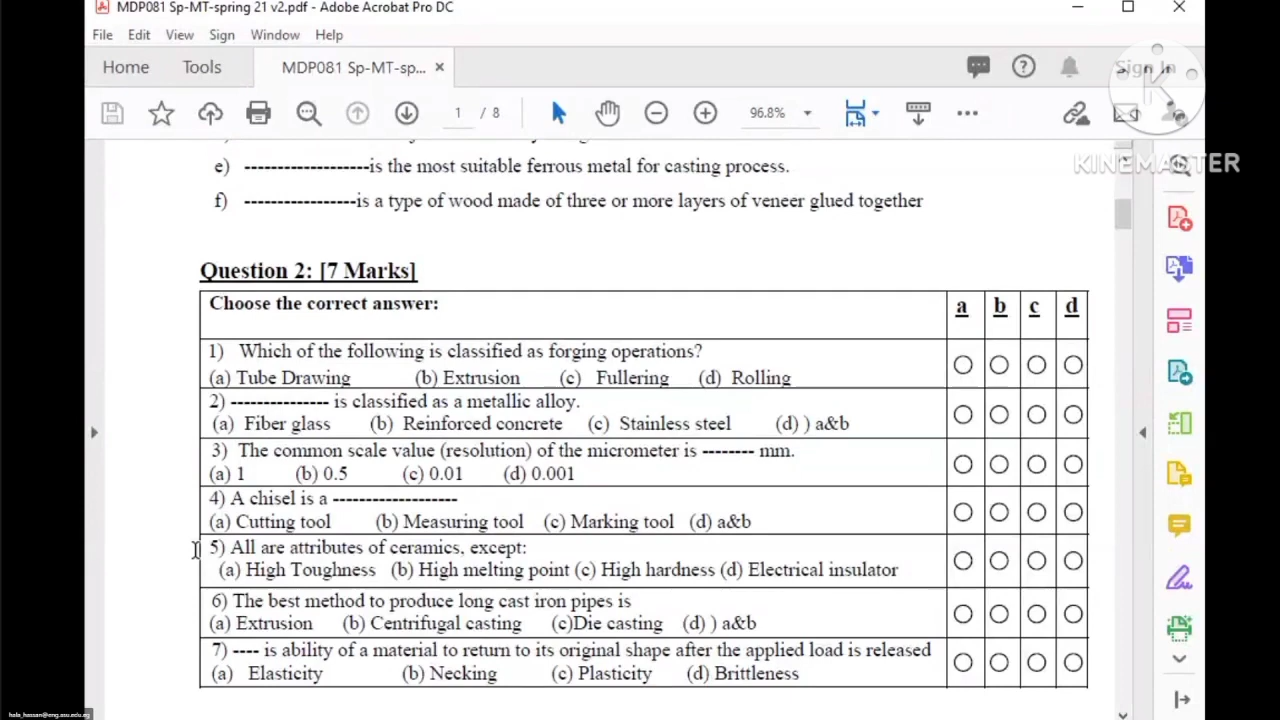 MDP081 Sp-MT-spring 21 v2.pdf - Adobe Acrobat Pro DC
File Edit View Sign Window Help
Home Tools MDP081 Sp-MT-sp... × Sign In
1 / 8 96.8%
K
KINEMASTER
e) -------------------is the most suitable ferrous metal for casting process.
f) -----------------is a type of wood made of three or more layers of veneer glued together
Question 2: [7 Marks]
Choose the correct answer: a b c d
1) Which of the following is classified as forging operations?
(a) Tube Drawing (b) Extrusion (c) Fullering (d) Rolling
2) --------------- is classified as a metallic alloy.
(a) Fiber glass (b) Reinforced concrete (c) Stainless steel (d) ) a&b
3) The common scale value (resolution) of the micrometer is -------- mm.
(a) 1 (b) 0.5 (c) 0.01 (d) 0.001
4) A chisel is a -------------------
(a) Cutting tool (b) Measuring tool (c) Marking tool (d) a&b
5) All are attributes of ceramics, except:
(a) High Toughness (b) High melting point (c) High hardness (d) Electrical insulator
6) The best method to produce long cast iron pipes is
(a) Extrusion (b) Centrifugal casting (c)Die casting (d) ) a&b
7) ---- is ability of a material to return to its original shape after the applied load is released
(a) Elasticity (b) Necking (c) Plasticity (d) Brittleness
hala_hassan@eng.asu.edu.eg